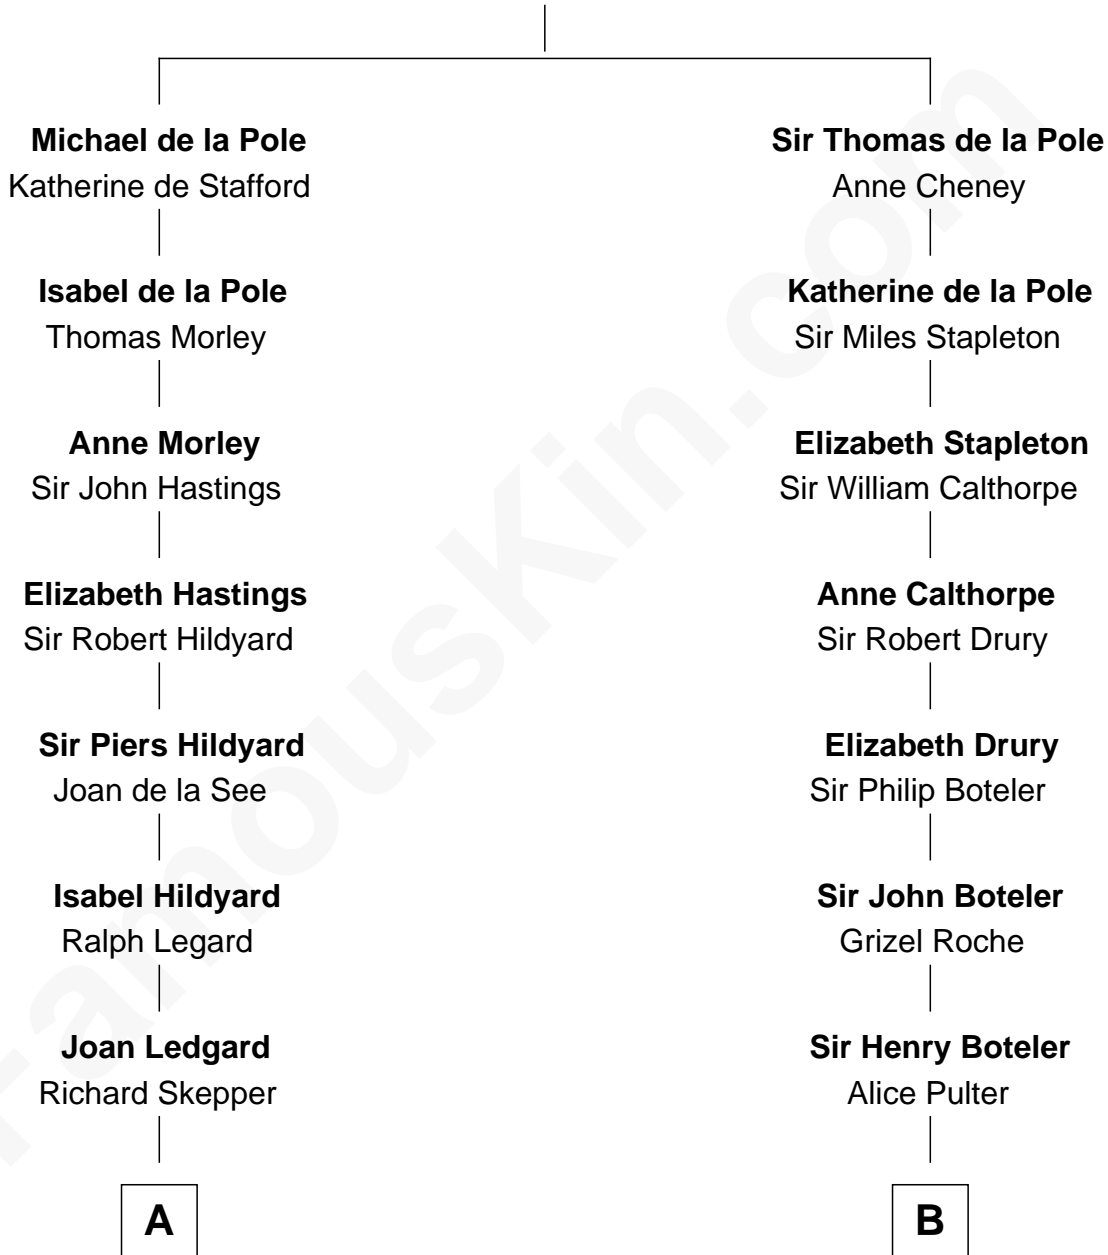 Michael de la Pole
Katherine de Stafford
Isabel de la Pole
Thomas Morley
Anne Morley
Sir John Hastings
Elizabeth Hastings
Sir Robert Hildyard
Sir Piers Hildyard
Joan de la See
Isabel Hildyard
Ralph Legard
Joan Ledgard
Richard Skepper
A
Sir Thomas de la Pole
Anne Cheney
Katherine de la Pole
Sir Miles Stapleton
Elizabeth Stapleton
Sir William Calthorpe
Anne Calthorpe
Sir Robert Drury
Elizabeth Drury
Sir Philip Boteler
Sir John Boteler
Grizel Roche
Sir Henry Boteler
Alice Pulter
B
FamousKin.com